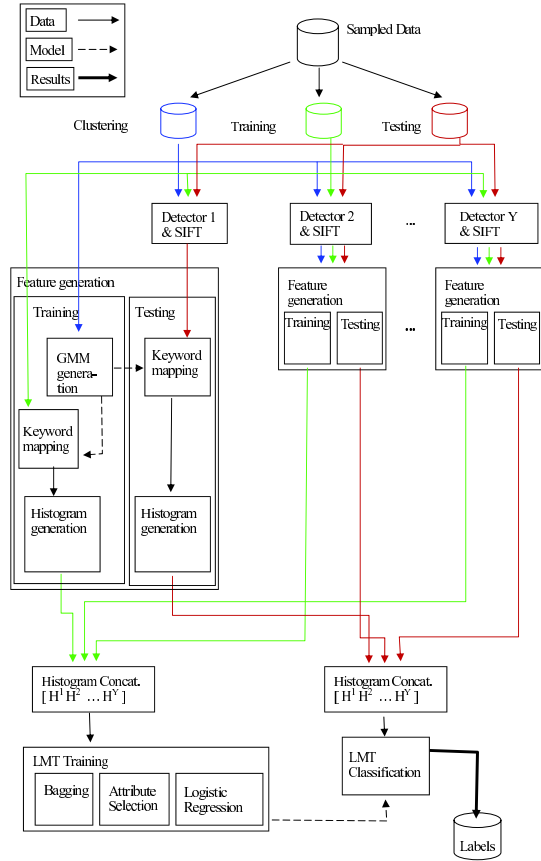 Data
Model
Results
Sampled Data
Clustering
Training
Testing
Detector 1
& SIFT
Detector 2
& SIFT
...
Detector Y
& SIFT
Feature generation
Training
Testing
GMM
genera-
tion
Keyword
mapping
Keyword
mapping
Histogram
generation
Histogram
generation
Feature
generation
Training
Testing
...
Feature
generation
Training
Testing
Histogram Concat.
[ H¹ H² ... Hʸ ]
Histogram Concat.
[ H¹ H² ... Hʸ ]
LMT Training
Bagging
Attribute
Selection
Logistic
Regression
LMT
Classification
Labels